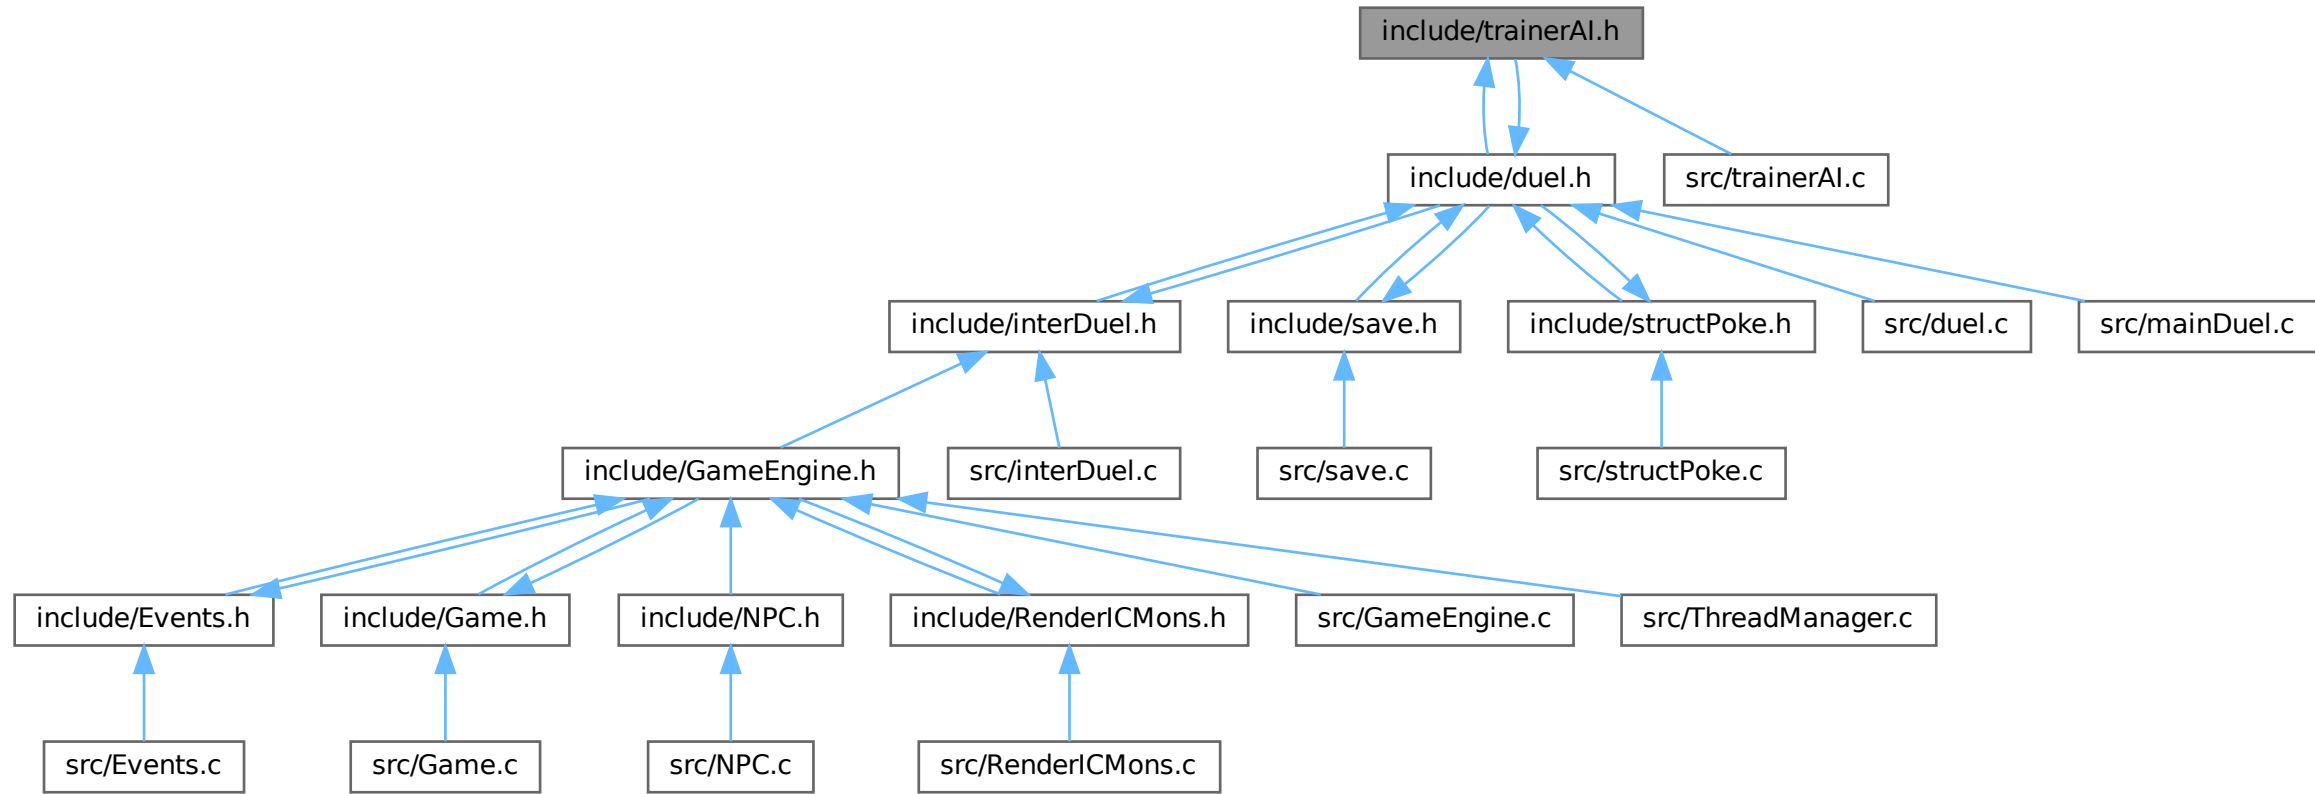 include/trainerAI.h
include/duel.h
src/trainerAI.c
include/interDuel.h
include/save.h
include/structPoke.h
src/duel.c
src/mainDuel.c
include/GameEngine.h
src/interDuel.c
src/save.c
src/structPoke.c
include/Events.h
include/Game.h
include/NPC.h
include/RenderICMons.h
src/GameEngine.c
src/ThreadManager.c
src/Events.c
src/Game.c
src/NPC.c
src/RenderICMons.c